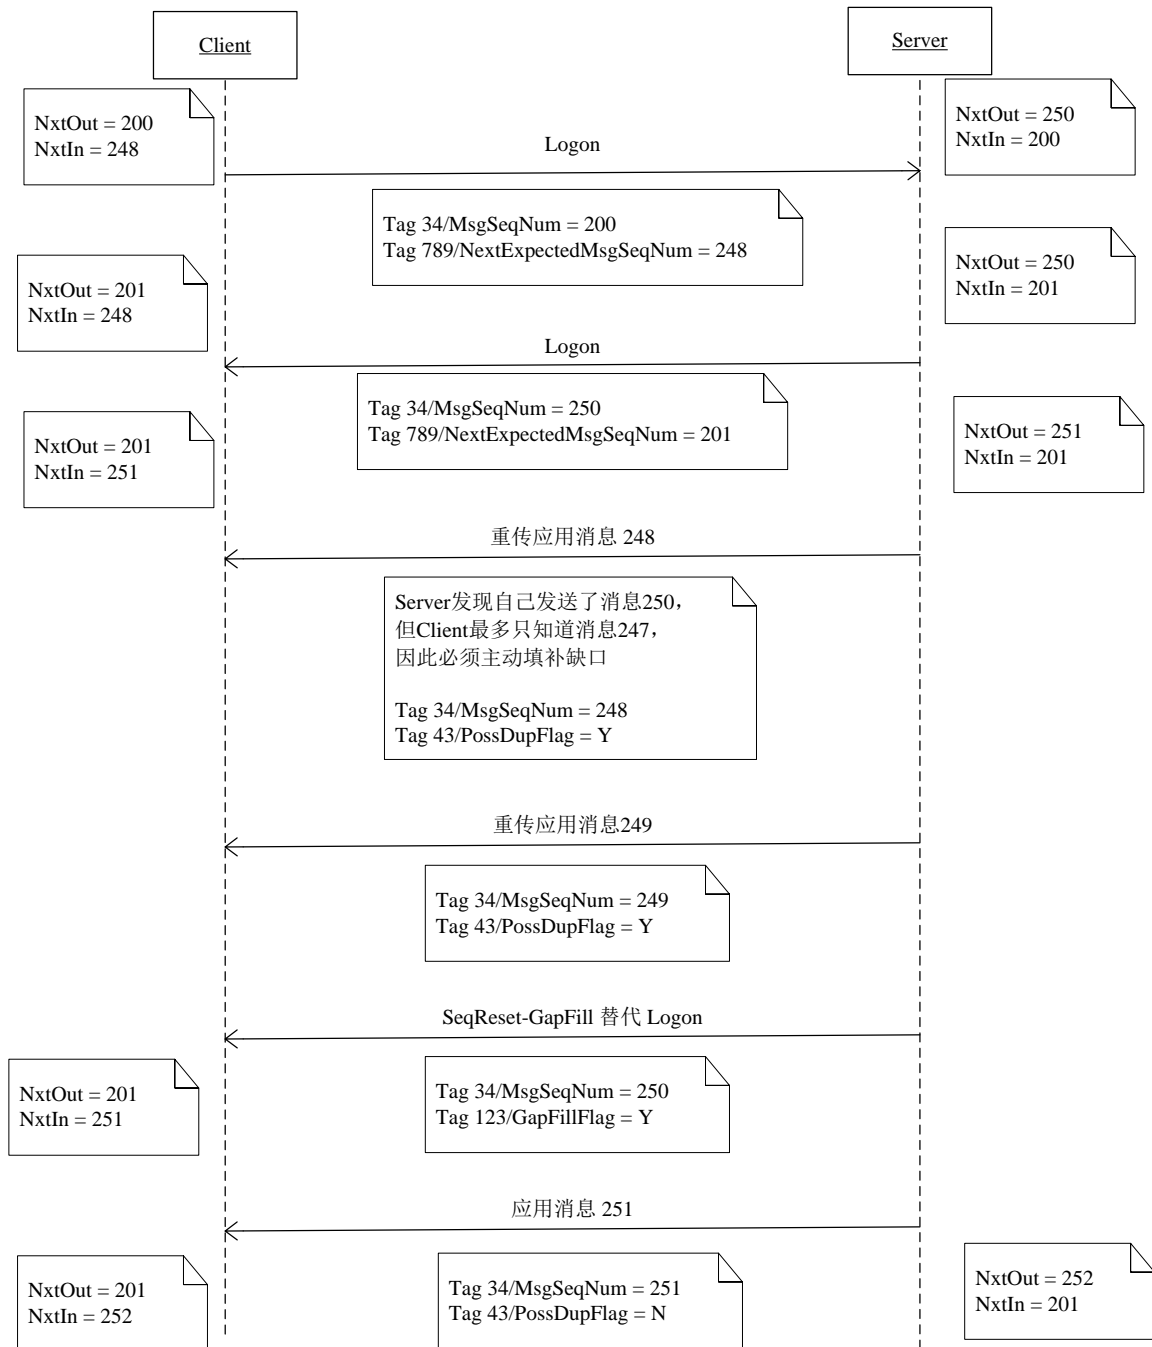 Client
Server
NxtOut = 200
NxtIn = 248
NxtOut = 250
NxtIn = 200
Logon
Tag 34/MsgSeqNum = 200
Tag 789/NextExpectedMsgSeqNum = 248
NxtOut = 250
NxtIn = 201
NxtOut = 201
NxtIn = 248
Logon
Tag 34/MsgSeqNum = 250
Tag 789/NextExpectedMsgSeqNum = 201
NxtOut = 201
NxtIn = 251
NxtOut = 251
NxtIn = 201
重传应用消息 248
Server发现自己发送了消息250，
但Client最多只知道消息247，
因此必须主动填补缺口
Tag 34/MsgSeqNum = 248
Tag 43/PossDupFlag = Y
重传应用消息249
Tag 34/MsgSeqNum = 249
Tag 43/PossDupFlag = Y
SeqReset-GapFill 替代 Logon
NxtOut = 201
NxtIn = 251
Tag 34/MsgSeqNum = 250
Tag 123/GapFillFlag = Y
应用消息 251
NxtOut = 201
NxtIn = 252
Tag 34/MsgSeqNum = 251
Tag 43/PossDupFlag = N
NxtOut = 252
NxtIn = 201